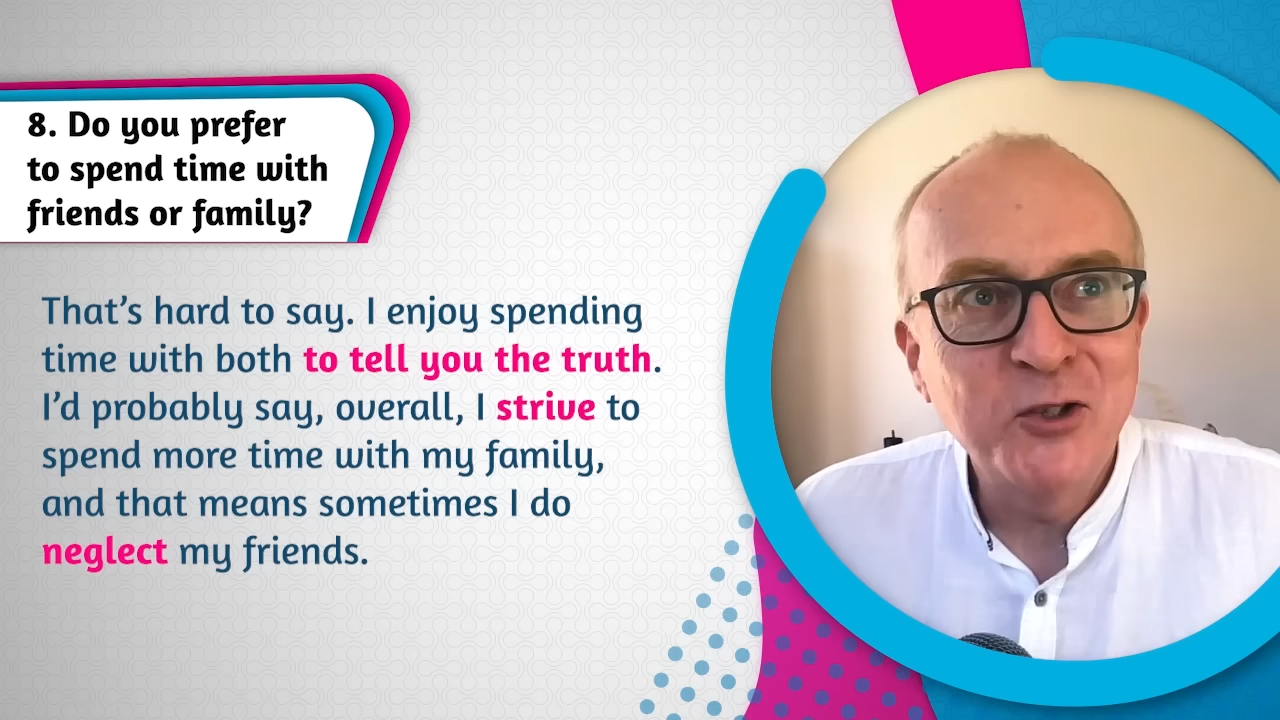 8. Do you prefer
to spend time with
friends or family?
That's hard to say. I enjoy spending
time with both to tell you the truth.
I'd probably say, overall, I strive to
spend more time with my family,
and that means sometimes I do
neglect my friends.